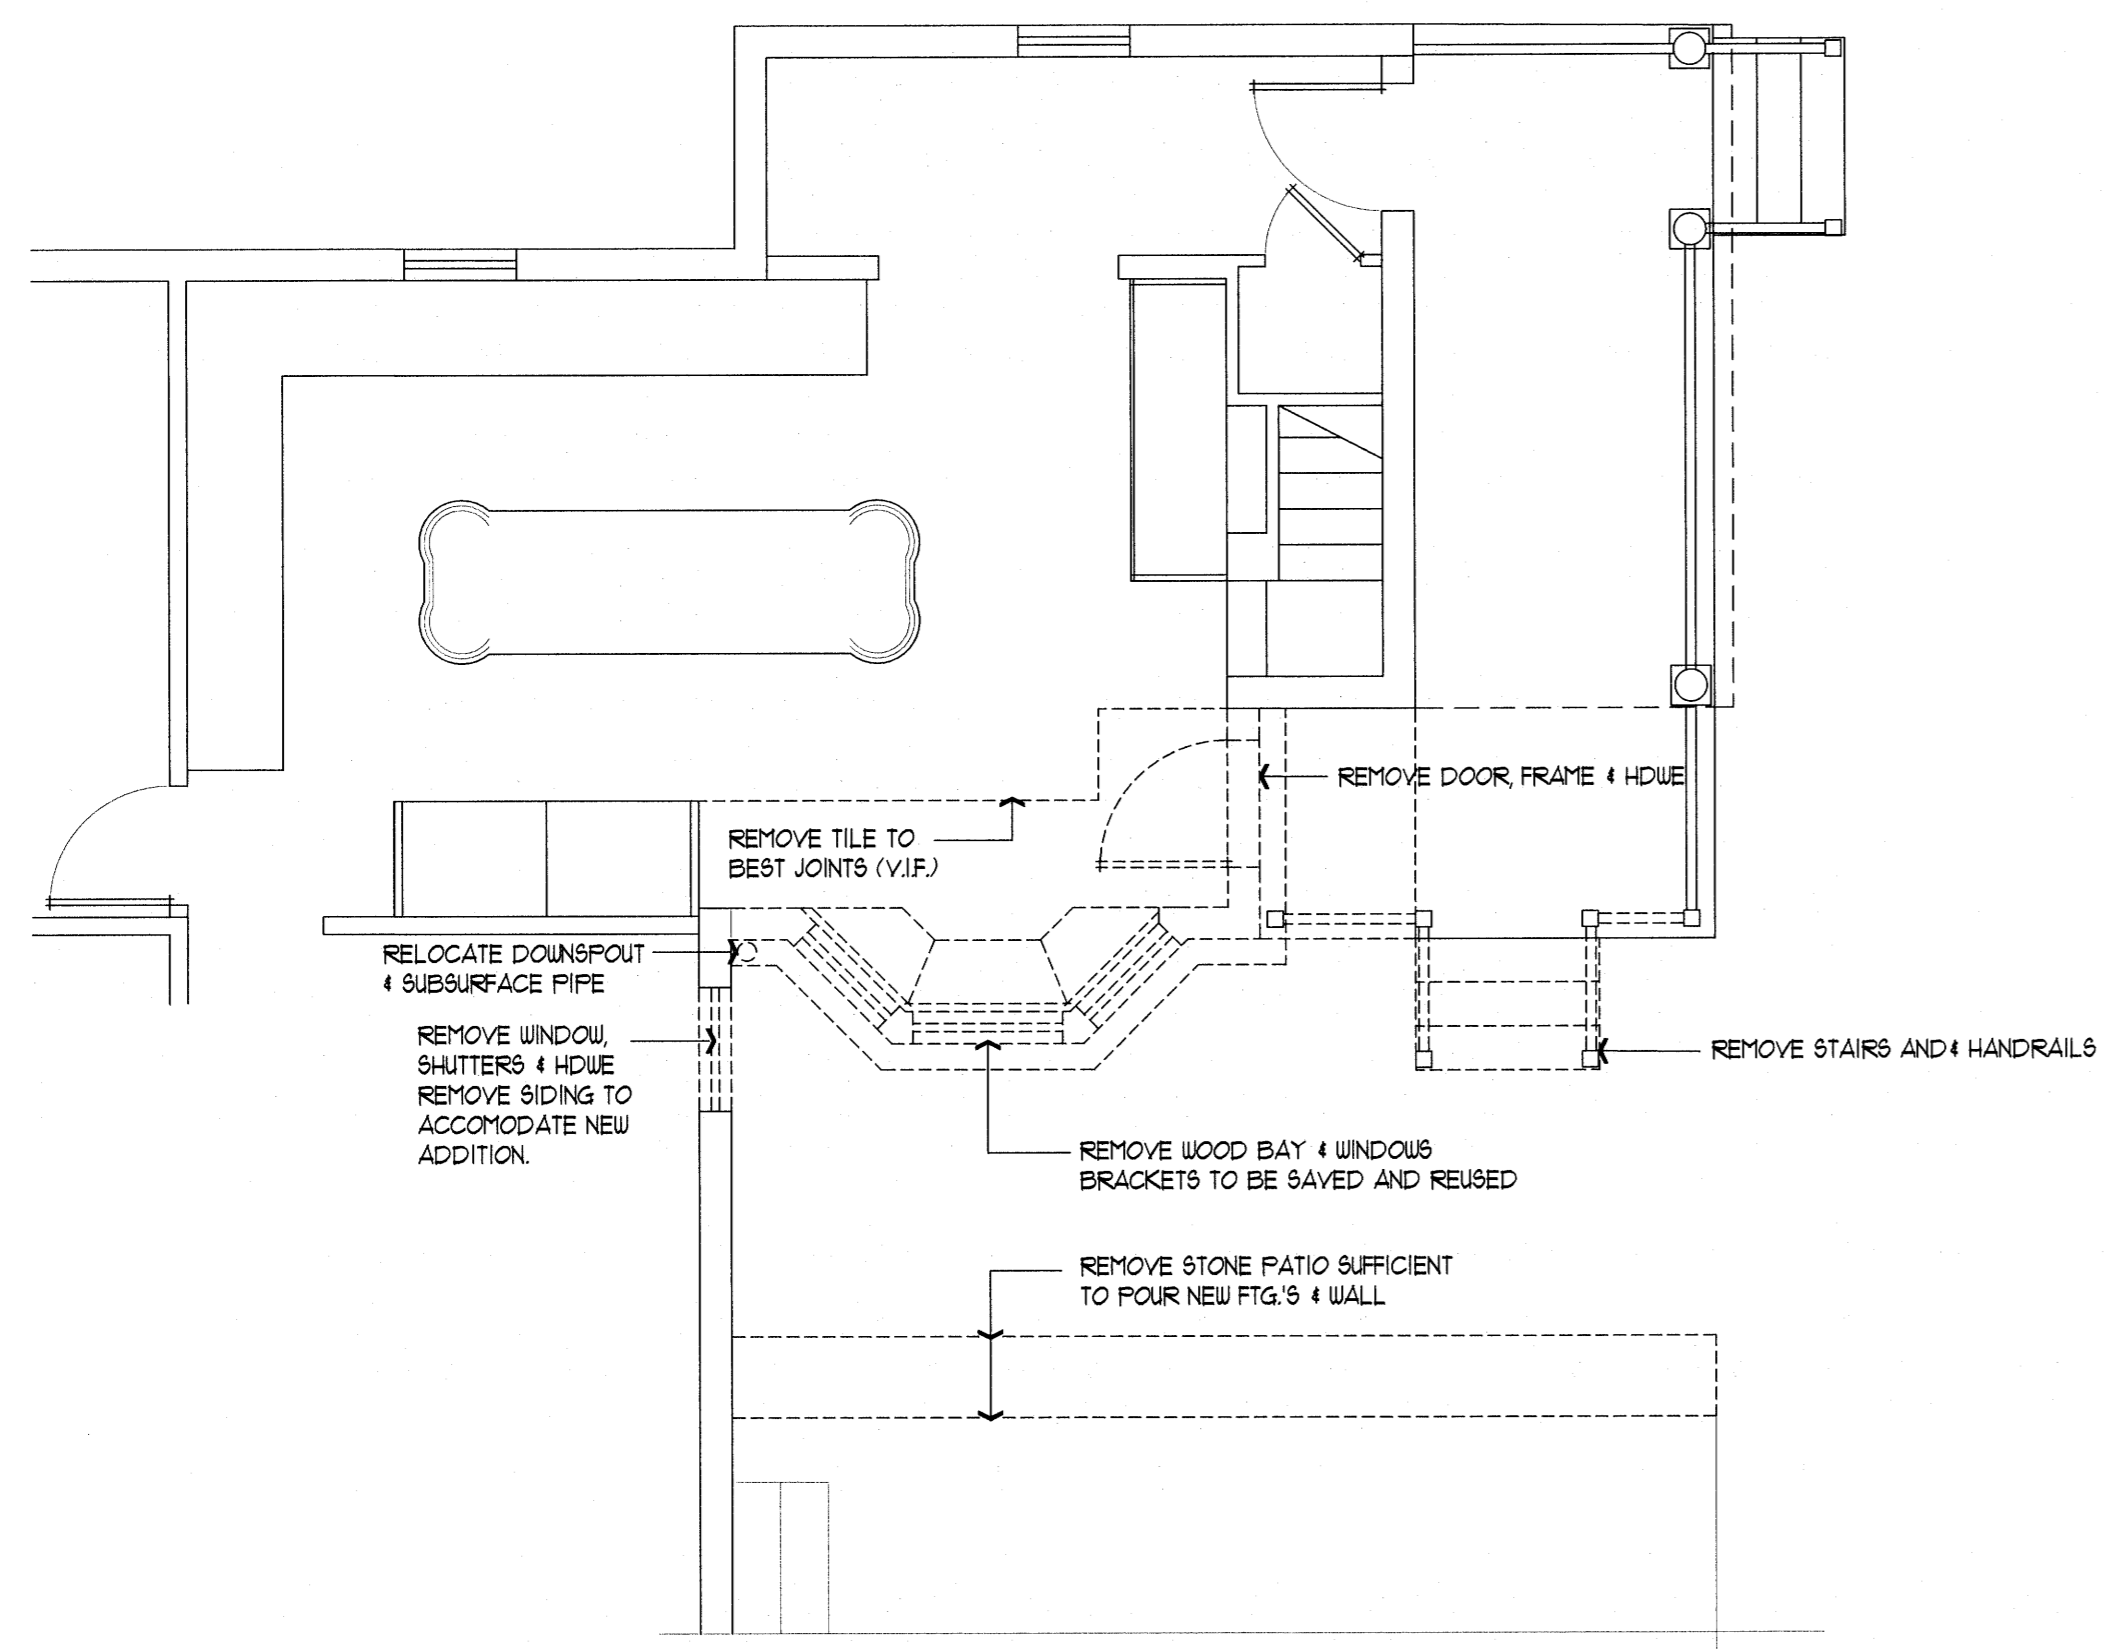 REMOVE DOOR, FRAME & HDWE
REMOVE TILE TO
BEST JOINTS (V.I.F.)
RELOCATE DOWNSPOUT
& SUBSURFACE PIPE
REMOVE WINDOW,
SHUTTERS & HDWE
REMOVE SIDING TO
ACCOMODATE NEW
ADDITION.
REMOVE STAIRS AND & HANDRAILS
REMOVE WOOD BAY & WINDOWS
BRACKETS TO BE SAVED AND REUSED
REMOVE STONE PATIO SUFFICIENT
TO POUR NEW FTG.'S & WALL